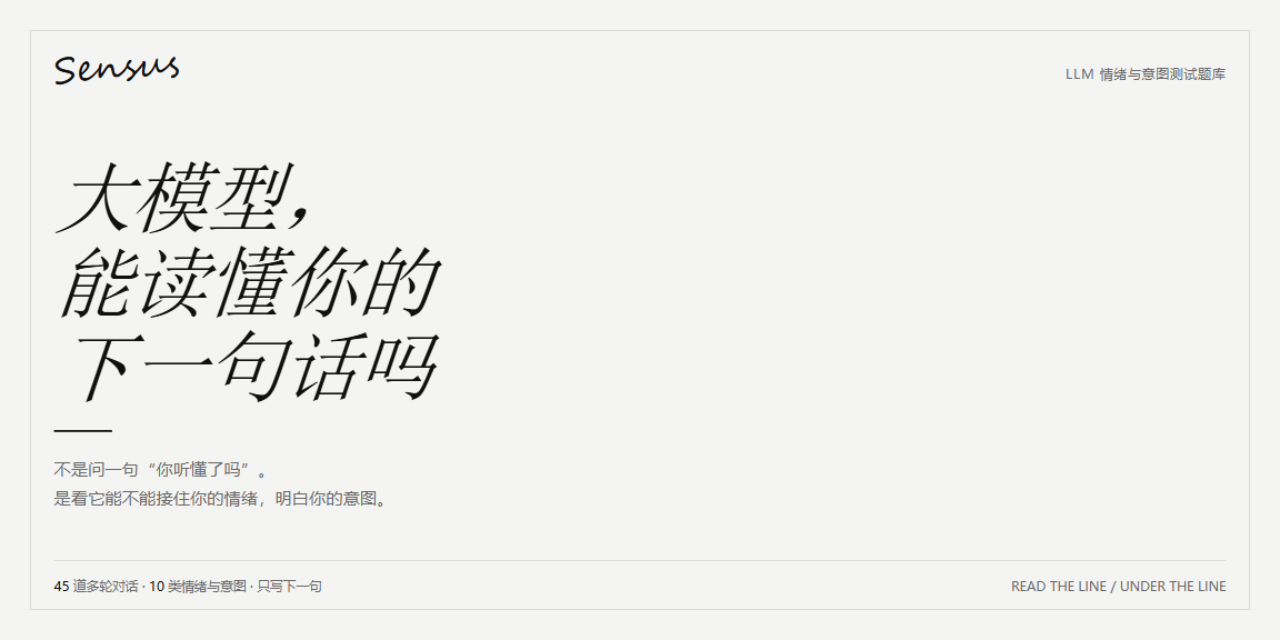 Sensus
LLM 情绪与意图测试题库
大模型，
能读懂你的
下一句话吗
不是问一句“你听懂了吗”。
是看它能不能接住你的情绪，明白你的意图。
45 道多轮对话 · 10 类情绪与意图 · 只写下一句
READ THE LINE / UNDER THE LINE